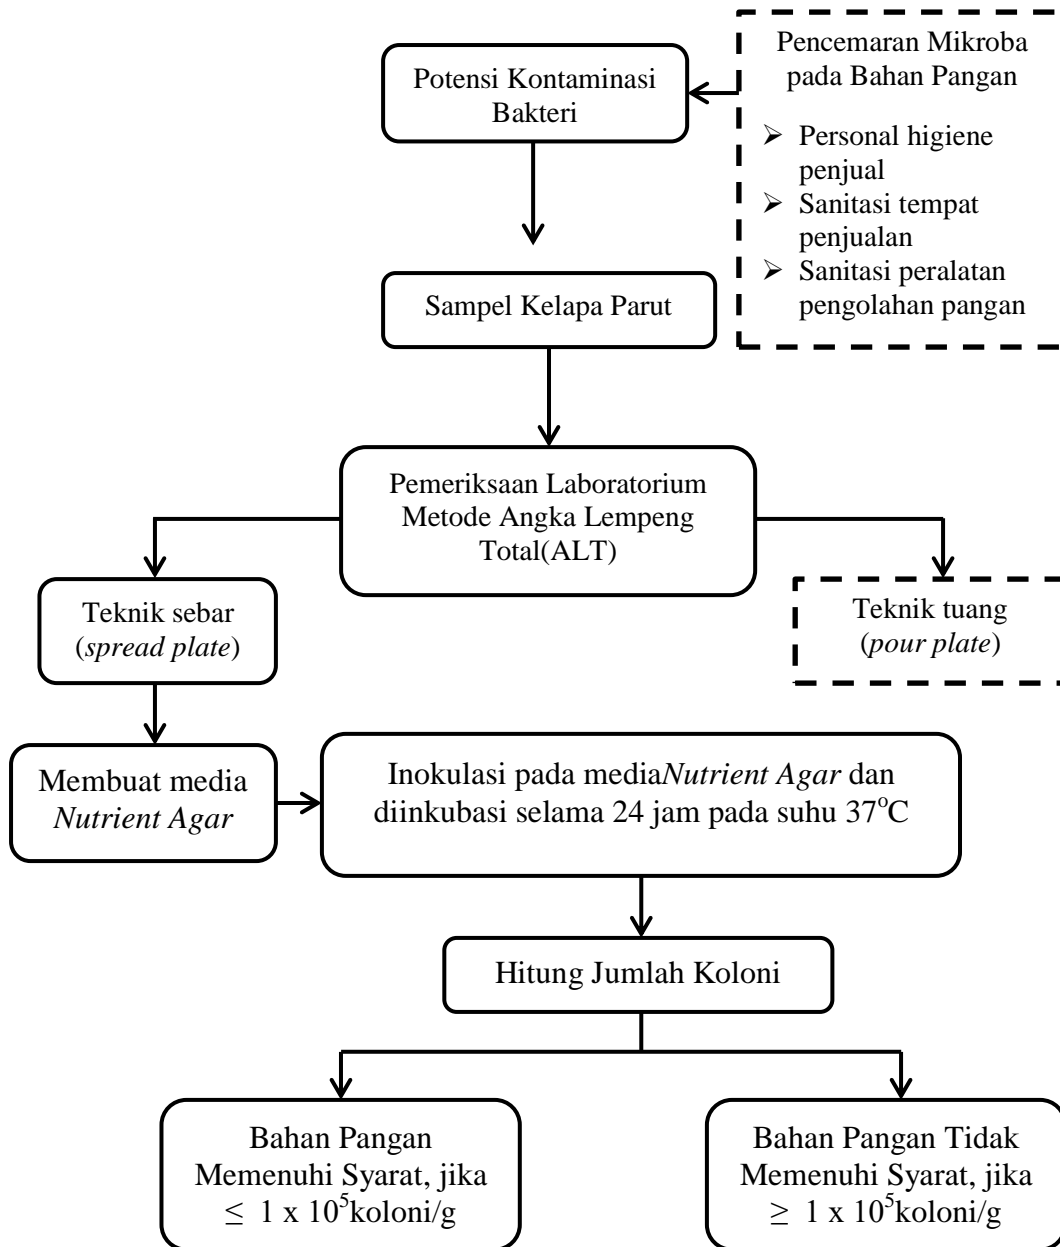 Potensi Kontaminasi
Bakteri
Pencemaran Mikroba
pada Bahan Pangan
➢ Personal higiene
penjual
➢ Sanitasi tempat
penjualan
➢ Sanitasi peralatan
pengolahan pangan
Sampel Kelapa Parut
Pemeriksaan Laboratorium
Metode Angka Lempeng
Total(ALT)
Teknik sebar
(spread plate)
Teknik tuang
(pour plate)
Membuat media
Nutrient Agar
Inokulasi pada mediaNutrient Agar dan
diinkubasi selama 24 jam pada suhu 37°C
Hitung Jumlah Koloni
Bahan Pangan
Memenuhi Syarat, jika
≤ 1 x 10⁵koloni/g
Bahan Pangan Tidak
Memenuhi Syarat, jika
≥ 1 x 10⁵koloni/g